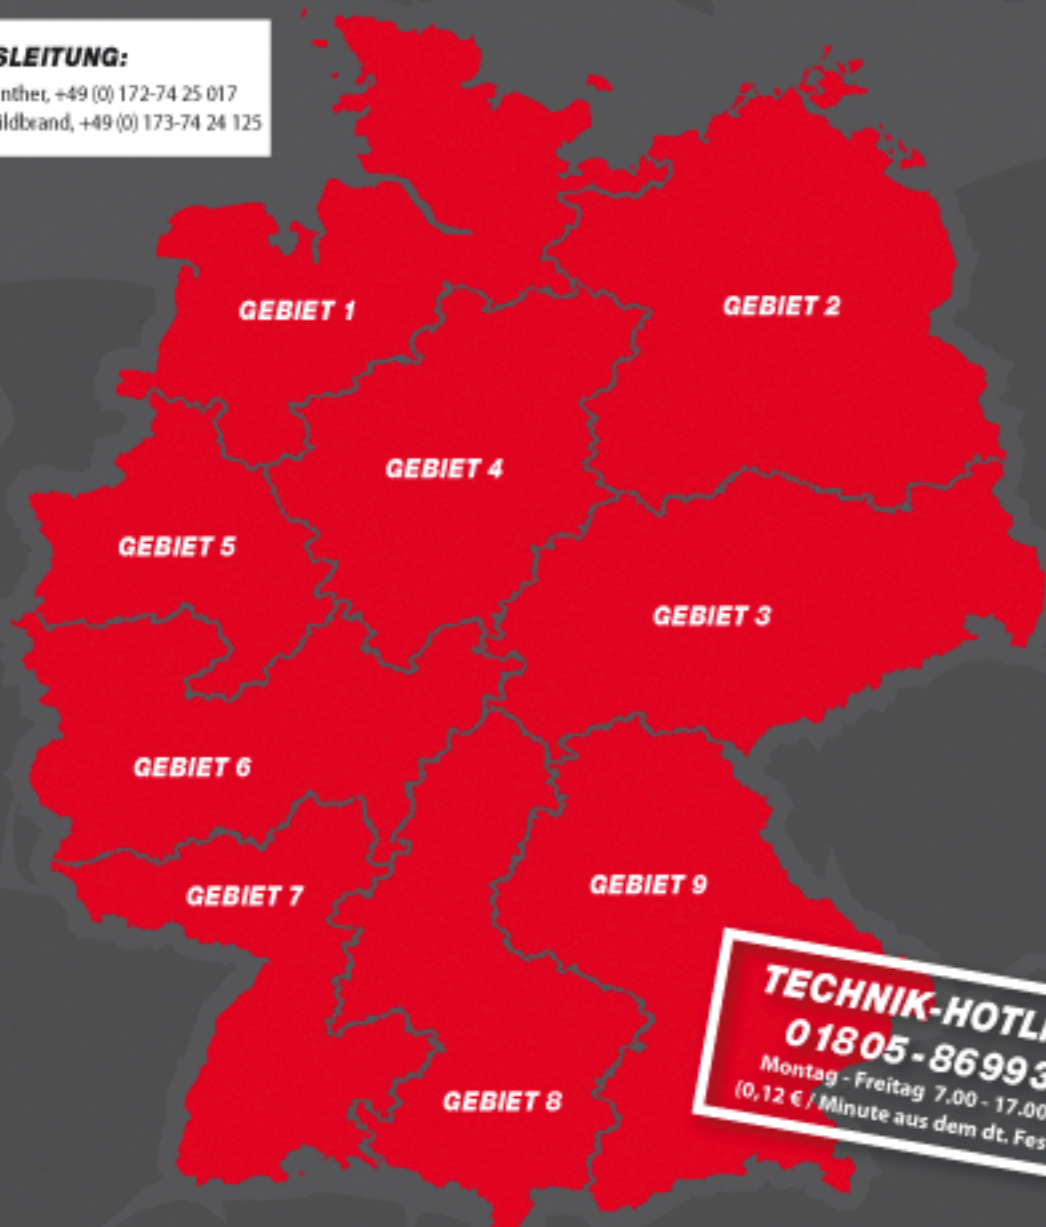 SLEITUNG:
nther, +49 (0) 172-74 25 017
ildbrand, +49 (0) 173-74 24 125
GEBIET 1
GEBIET 2
GEBIET 4
GEBIET 5
GEBIET 3
GEBIET 6
GEBIET 7
GEBIET 9
GEBIET 8
TECHNIK-HOTLI
01805-86993
Montag - Freitag 7.00 - 17.00
(0,12 € / Minute aus dem dt. Fes